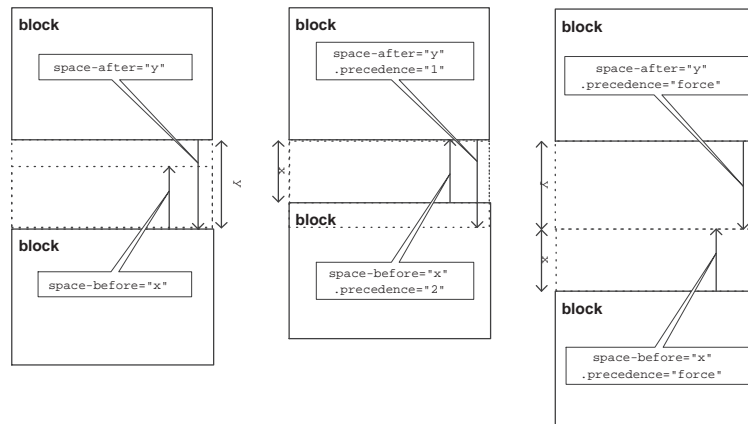 block
space-after="y"
Y
block
space-before="x"
block
space-after="y"
.precedence="1"
x
block
space-before="x"
.precedence="2"
block
space-after="y"
.precedence="force"
y
x
block
space-before="x"
.precedence="force"